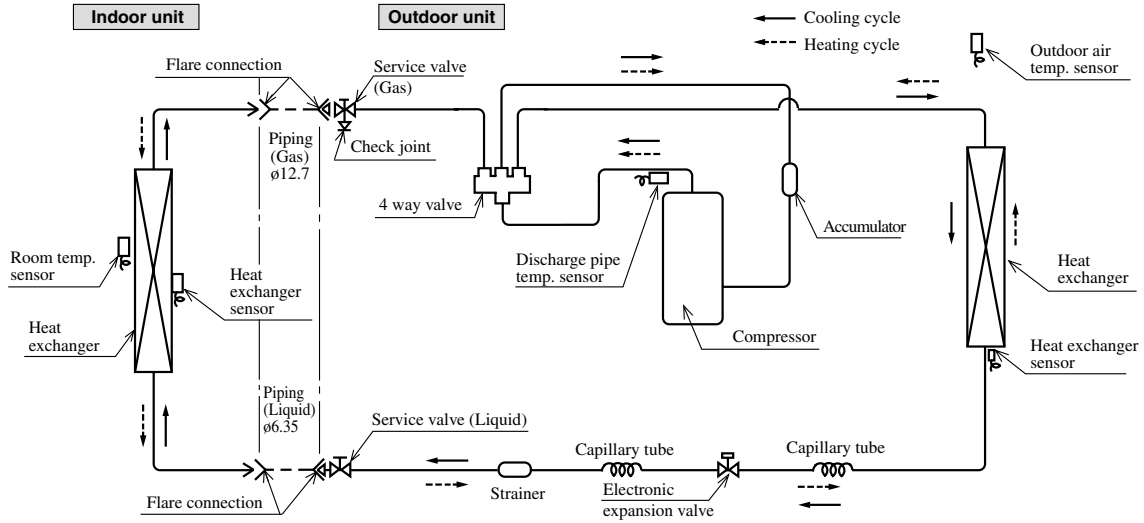 Indoor unit
Outdoor unit
Cooling cycle
Heating cycle
Outdoor air
temp. sensor
Flare connection
Service valve
(Gas)
Piping
(Gas)
ø12.7
Check joint
4 way valve
Discharge pipe
temp. sensor
Accumulator
Compressor
Room temp.
sensor
Heat
exchanger
sensor
Heat
exchanger
Heat
exchanger
Heat exchanger
sensor
Piping
(Liquid)
ø6.35
Service valve (Liquid)
Flare connection
Strainer
Capillary tube
Electronic
expansion valve
Capillary tube